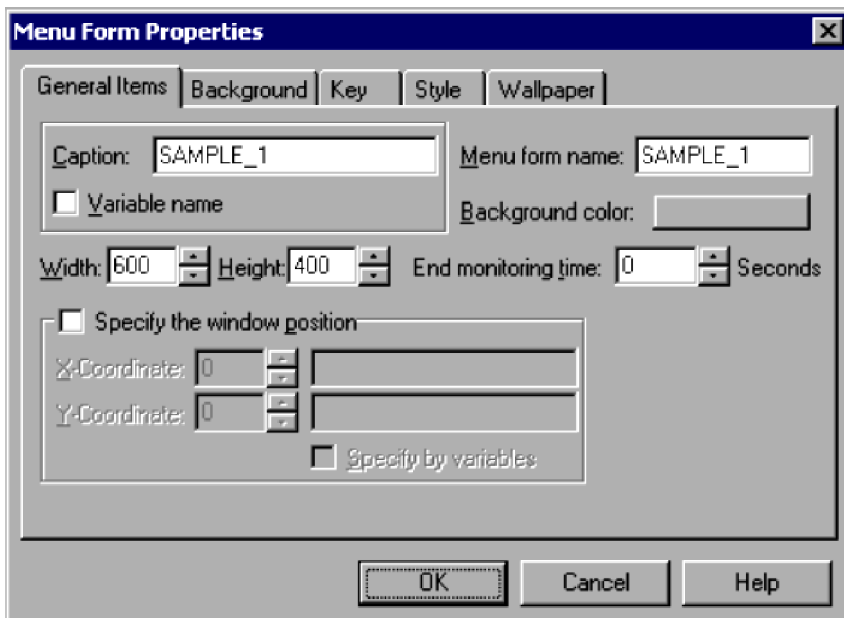 Menu Form Properties
General Items Background Key Style Wallpaper
Caption: SAMPLE_1 Menu form name: SAMPLE_1
Variable name Background color:
Width: 600 Height: 400 End monitoring time: 0 Seconds
Specify the window position
X-Coordinate: 0
Y-Coordinate: 0
Specify by variables
OK Cancel Help